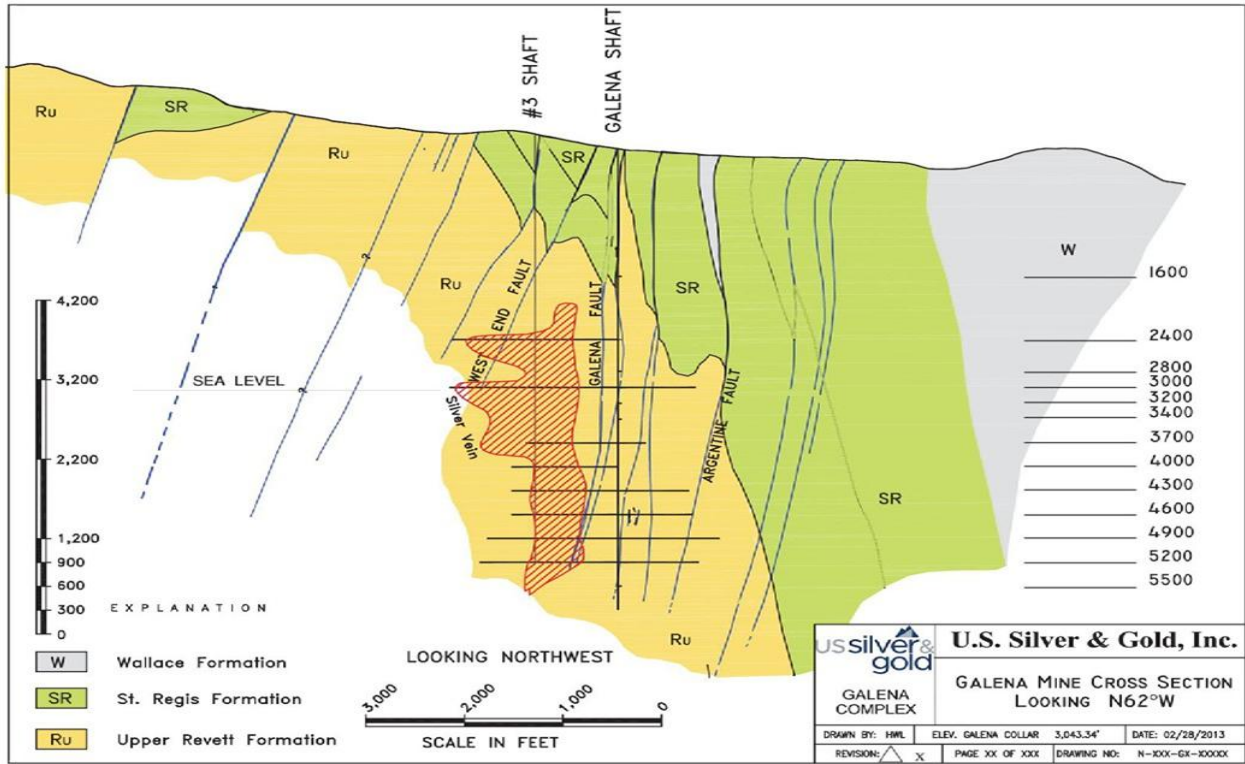 #3 SHAFT
GALENA SHAFT
Ru
SR
Ru
SR
W
Ru
SR
1600
2400
2800
3000
3200
3400
3700
4000
4300
4600
4900
5200
5500
WEST END FAULT
GALENA FAULT
ARGENTINE FAULT
Silver Vein
SEA LEVEL
?
?
SR
Ru
4,200
3,200
2,200
1,200
900
600
300
0
EXPLANATION
W Wallace Formation
SR St. Regis Formation
Ru Upper Revett Formation
LOOKING NORTHWEST
3,000 2,000 1,000 0
SCALE IN FEET
US silver & gold
GALENA
COMPLEX
U.S. Silver & Gold, Inc.
GALENA MINE CROSS SECTION
LOOKING N62°W
DRAWN BY: HWL ELEV. GALENA COLLAR 3,043.34' DATE: 02/28/2013
REVISION: X PAGE XX OF XXX DRAWING NO: N-XXX-GX-XXXXX